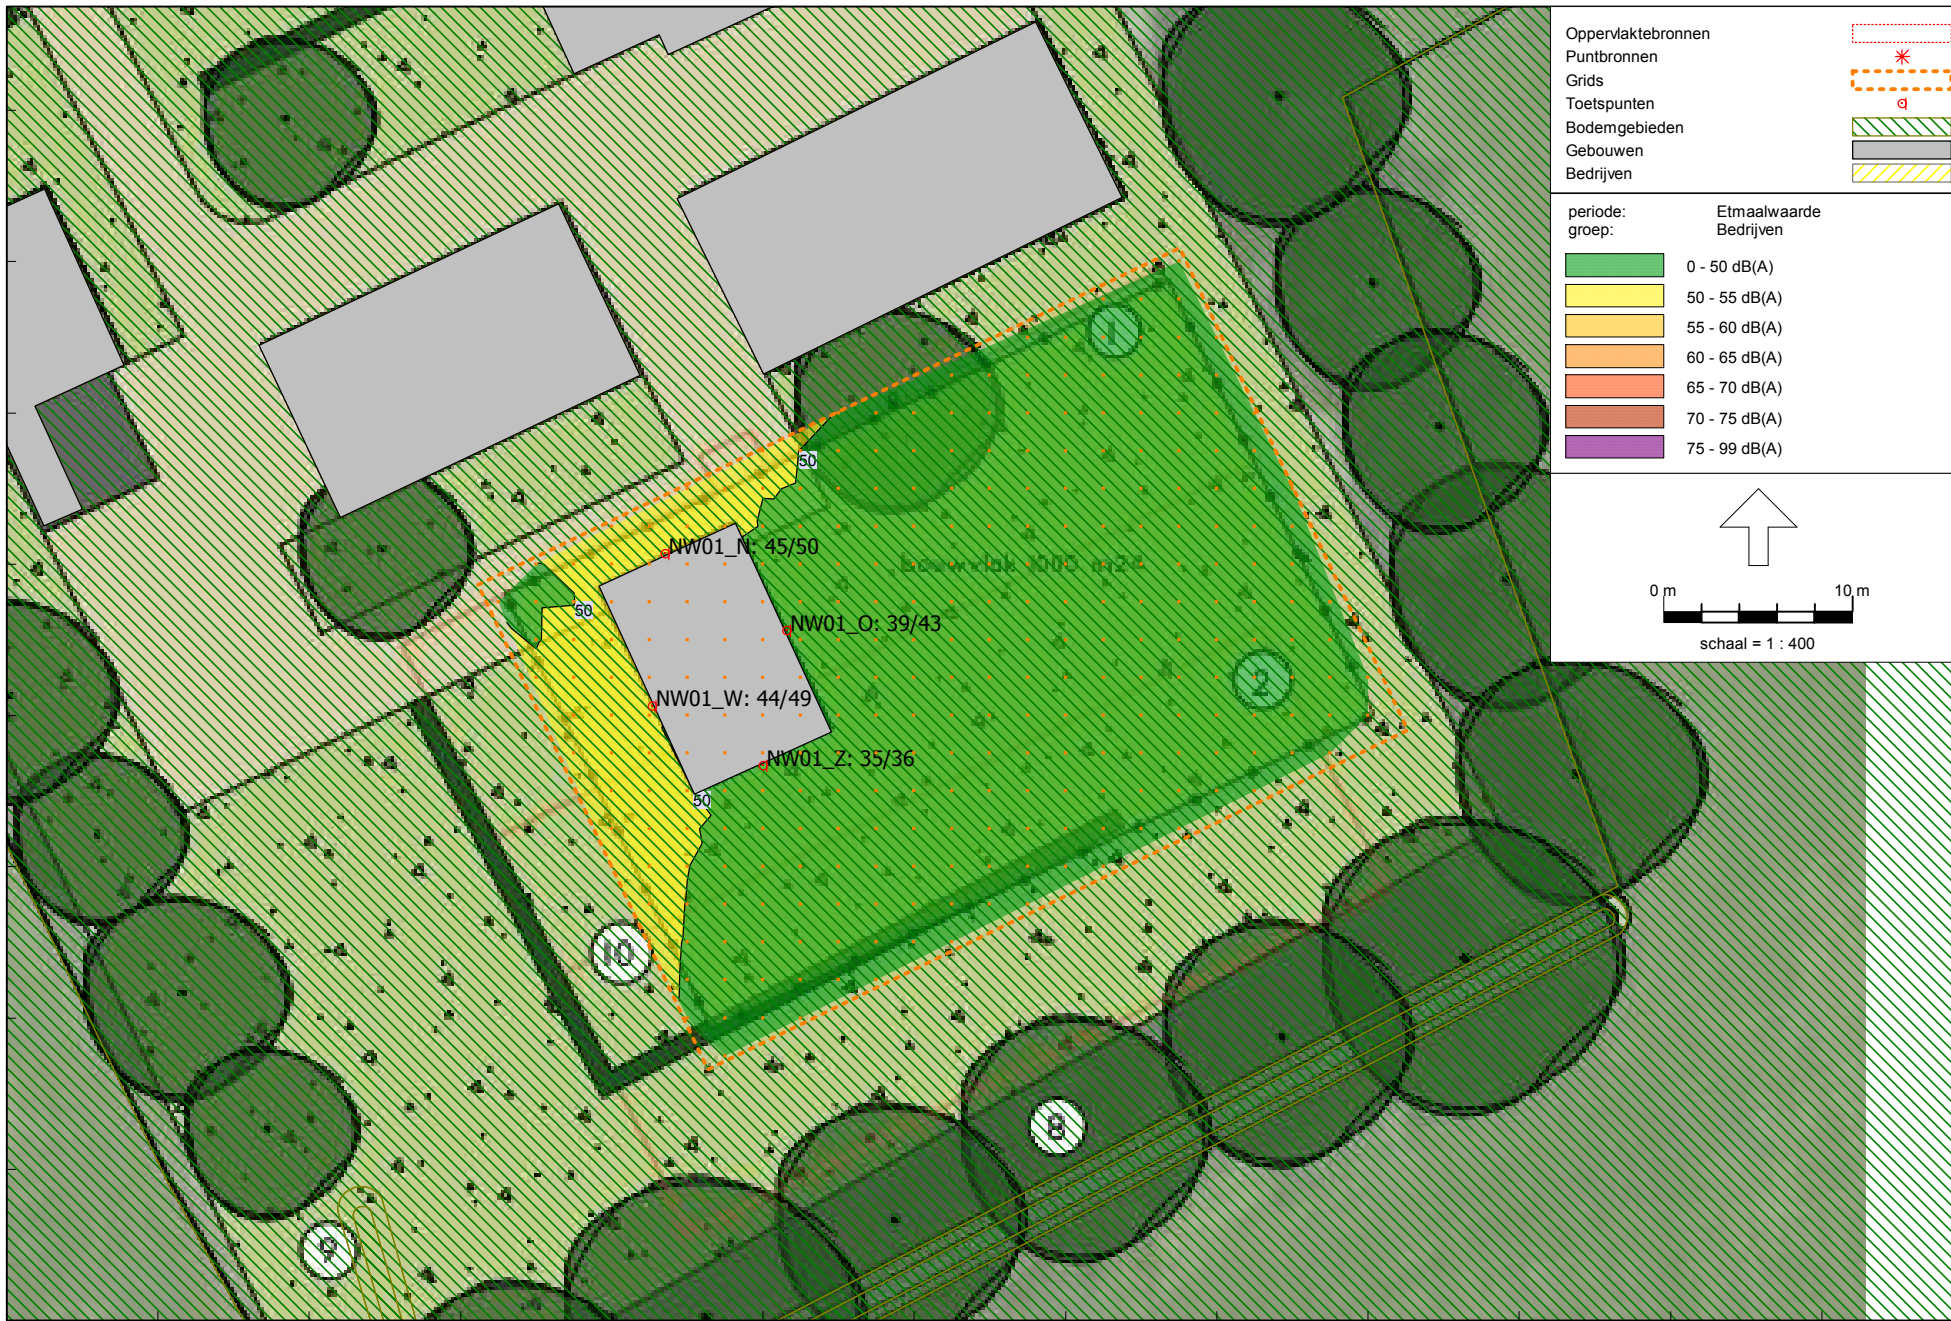 Oppervlaktebronnen
Puntbronnen
Grids
Toetspunten
Bodemgebieden
Gebouwen
Bedrijven
periode: Etmaalwaarde
groep: Bedrijven
0 - 50 dB(A)
50 - 55 dB(A)
55 - 60 dB(A)
60 - 65 dB(A)
65 - 70 dB(A)
70 - 75 dB(A)
75 - 99 dB(A)
0 m 10 m
schaal = 1 : 400
1
50
NW01_N: 45/50
bouwvlak 1000 m2
50
NW01_O: 39/43
2
NW01_W: 44/49
NW01_Z: 35/36
50
10
8
9